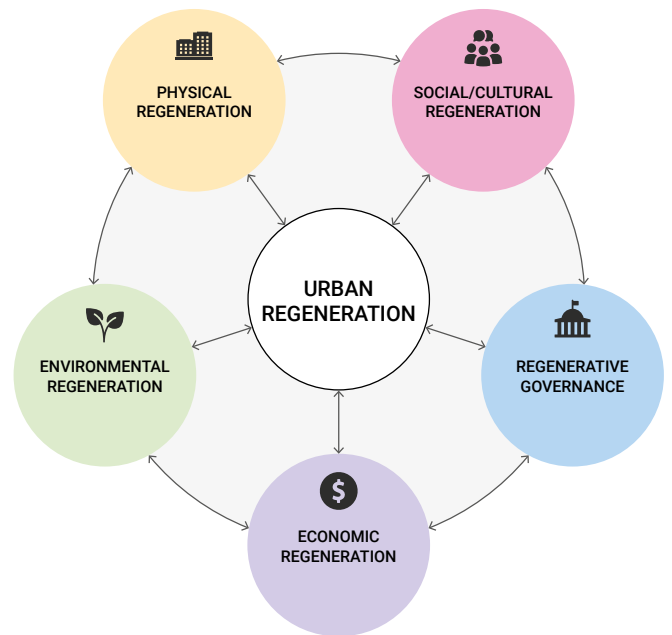 PHYSICAL
REGENERATION
SOCIAL/CULTURAL
REGENERATION
URBAN
REGENERATION
ENVIRONMENTAL
REGENERATION
REGENERATIVE
GOVERNANCE
$
ECONOMIC
REGENERATION